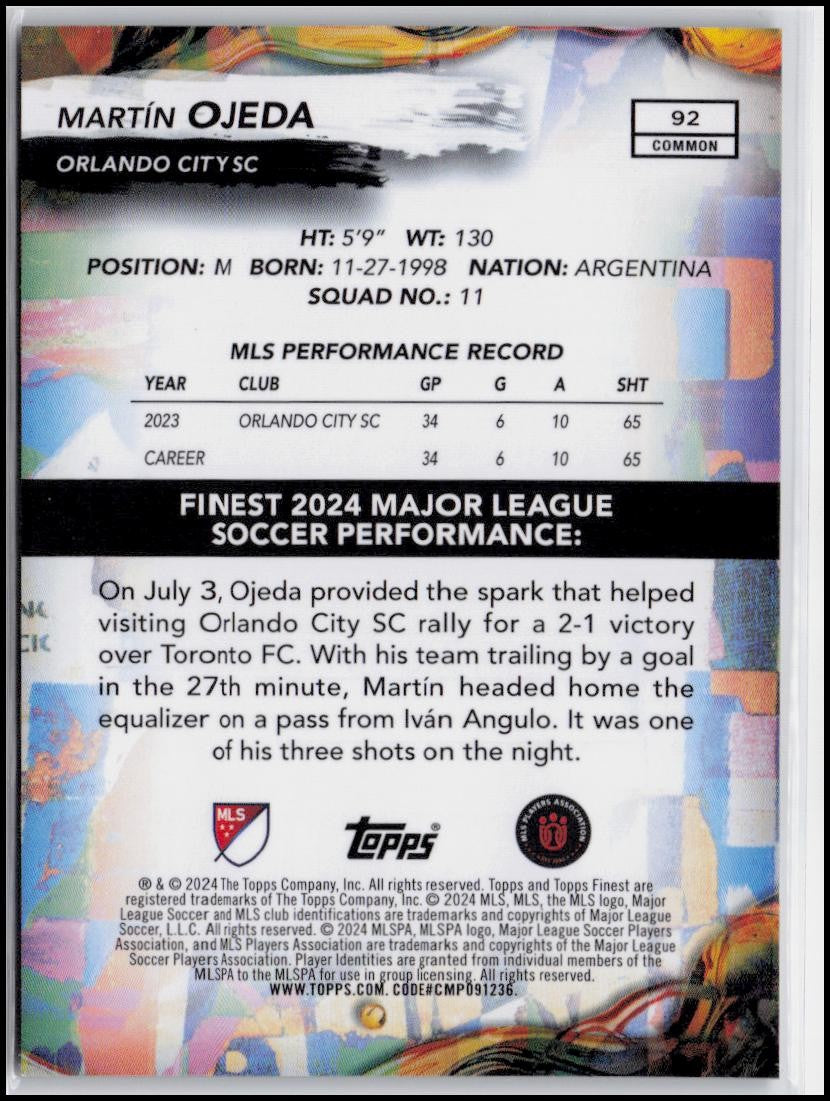 MARTÍN OJEDA
ORLANDO CITY SC
92
COMMON
HT: 5'9" WT: 130
POSITION: M BORN: 11-27-1998 NATION: ARGENTINA
SQUAD NO.: 11
MLS PERFORMANCE RECORD
YEAR CLUB GP G A SHT
2023 ORLANDO CITY SC 34 6 10 65
CAREER 34 6 10 65
FINEST 2024 MAJOR LEAGUE
SOCCER PERFORMANCE:
On July 3, Ojeda provided the spark that helped
visiting Orlando City SC rally for a 2-1 victory
over Toronto FC. With his team trailing by a goal
in the 27th minute, Martín headed home the
equalizer on a pass from Iván Angulo. It was one
of his three shots on the night.
MLS
Topps®
MLS PLAYERS ASSOCIATION
® & © 2024 The Topps Company, Inc. All rights reserved. Topps and Topps Finest are
registered trademarks of The Topps Company, Inc. © 2024 MLS, MLS, the MLS logo, Major
League Soccer and MLS club identifications are trademarks and copyrights of Major League
Soccer, L.L.C. All rights reserved. © 2024 MLSPA, MLSPA logo, Major League Soccer Players
Association, and MLS Players Association are trademarks and copyrights of the Major League
Soccer Players Association. Player Identities are granted from individual members of the
MLSPA to the MLSPA for use in group licensing. All rights reserved.
WWW.TOPPS.COM. CODE#CMP091236.